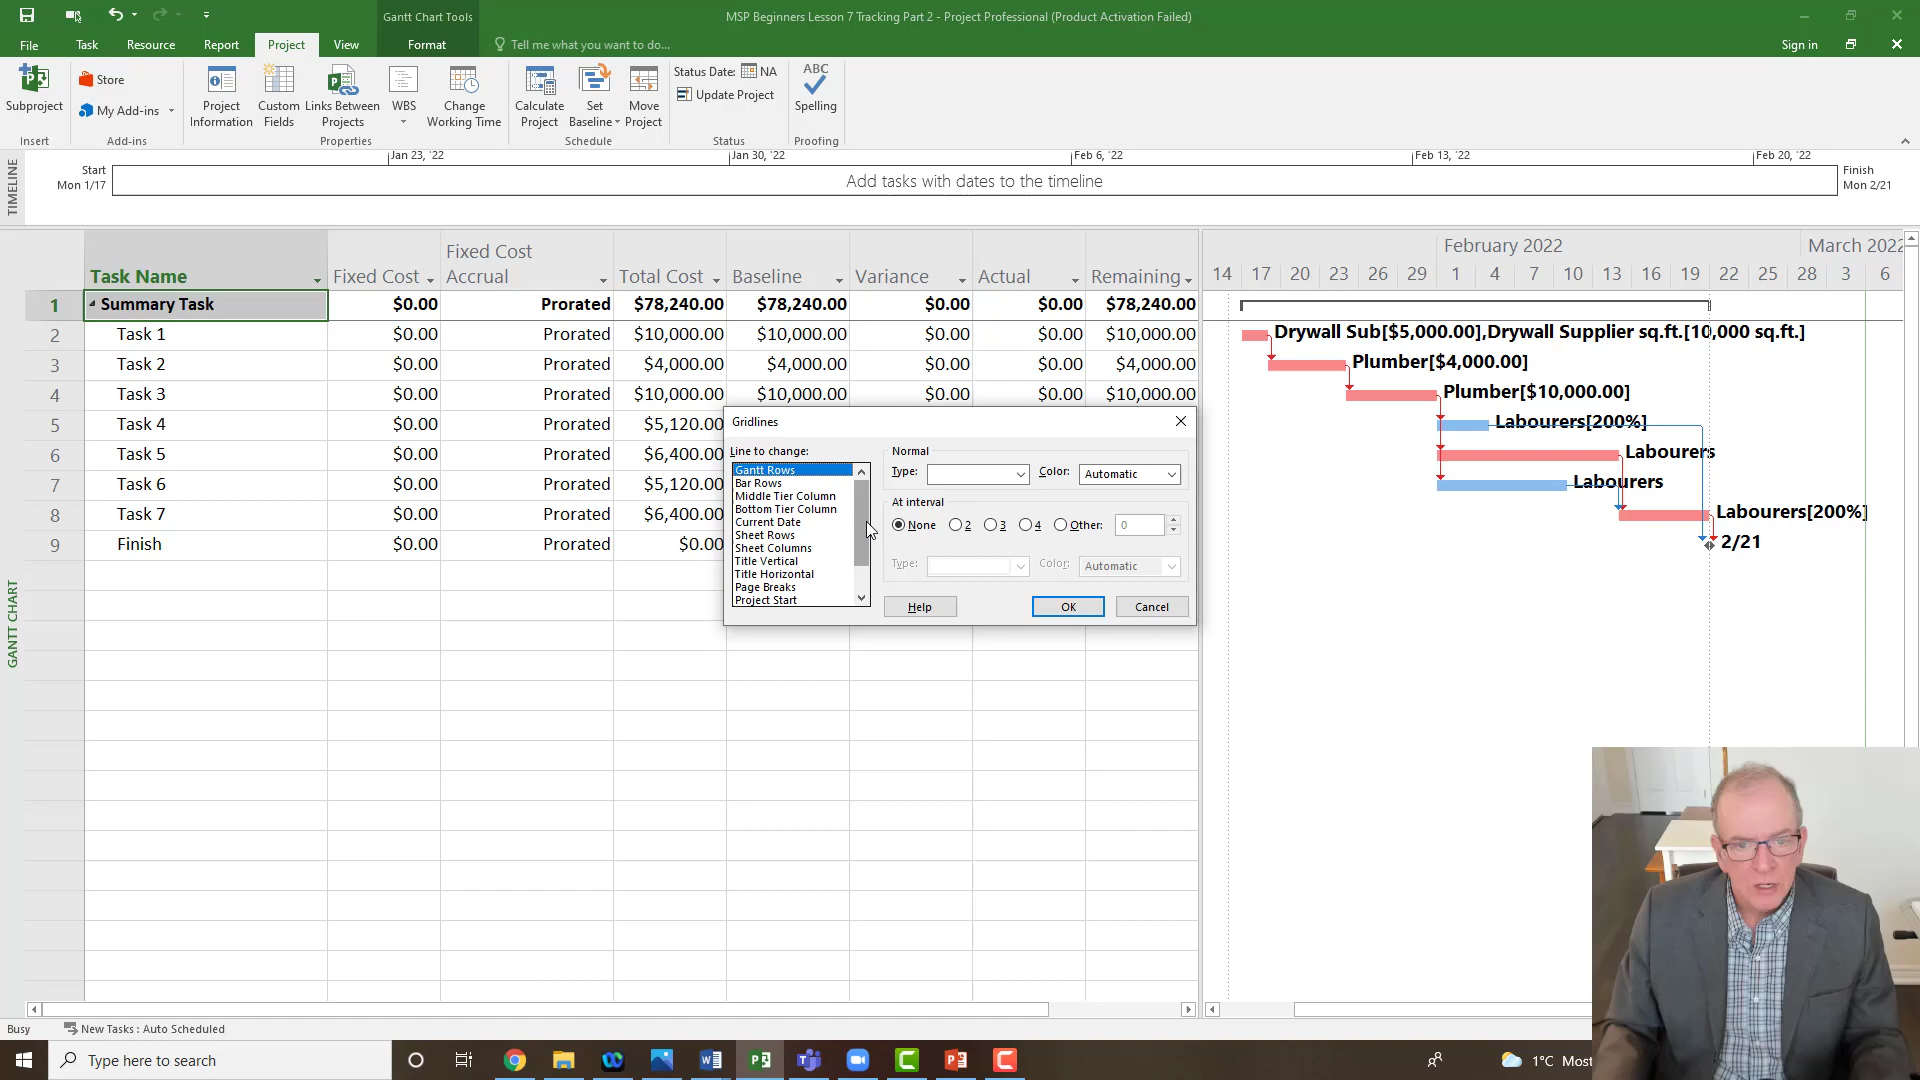 Gantt Chart Tools
MSP Beginners Lesson 7 Tracking Part 2 - Project Professional (Product Activation Failed)
File Task Resource Report Project View Format Tell me what you want to do... Sign in
Subproject
Insert
Store
My Add-ins
Add-ins
Project Information
Custom Fields
Links Between Projects
WBS
Change Working Time
Properties
Calculate Project
Set Baseline
Move Project
Schedule
Status Date: NA
Update Project
Status
ABC
Spelling
Proofing
TIMELINE
Start
Mon 1/17
Jan 23, '22 Jan 30, '22 Feb 6, '22 Feb 13, '22 Feb 20, '22
Add tasks with dates to the timeline
Finish
Mon 2/21
GANTT CHART
Task Name Fixed Cost Fixed Cost Accrual Total Cost Baseline Variance Actual Remaining
1 Summary Task $0.00 Prorated $78,240.00 $78,240.00 $0.00 $0.00 $78,240.00
2 Task 1 $0.00 Prorated $10,000.00 $10,000.00 $0.00 $0.00 $10,000.00
3 Task 2 $0.00 Prorated $4,000.00 $4,000.00 $0.00 $0.00 $4,000.00
4 Task 3 $0.00 Prorated $10,000.00 $10,000.00 $0.00 $0.00 $10,000.00
5 Task 4 $0.00 Prorated $5,120.00
6 Task 5 $0.00 Prorated $6,400.00
7 Task 6 $0.00 Prorated $5,120.00
8 Task 7 $0.00 Prorated $6,400.00
9 Finish $0.00 Prorated $0.00
February 2022 March 2022
14 17 20 23 26 29 1 4 7 10 13 16 19 22 25 28 3 6
Drywall Sub[$5,000.00],Drywall Supplier sq.ft.[10,000 sq.ft.]
Plumber[$4,000.00]
Plumber[$10,000.00]
Labourers[200%]
Labourers
Labourers
Labourers[200%]
2/21
Gridlines
Line to change:
Gantt Rows
Bar Rows
Middle Tier Column
Bottom Tier Column
Current Date
Sheet Rows
Sheet Columns
Title Vertical
Title Horizontal
Page Breaks
Project Start
Normal
Type: Color: Automatic
At interval
None 2 3 4 Other: 0
Type: Color: Automatic
Help OK Cancel
Busy New Tasks : Auto Scheduled
Type here to search
1°C